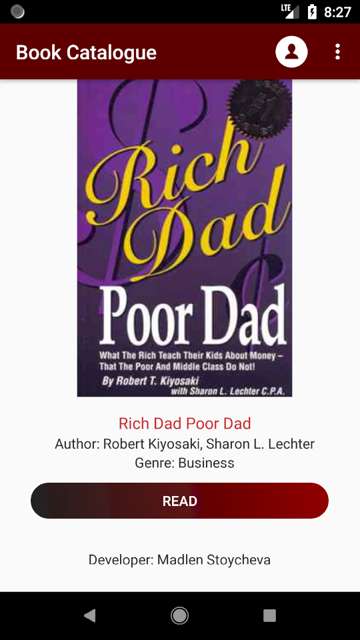 LTE 8:27
Book Catalogue
Rich
Dad
Poor Dad
What The Rich Teach Their Kids About Money –
That The Poor And Middle Class Do Not!
By Robert T. Kiyosaki
with Sharon L. Lechter C.P.A.
Rich Dad Poor Dad
Author: Robert Kiyosaki, Sharon L. Lechter
Genre: Business
READ
Developer: Madlen Stoycheva